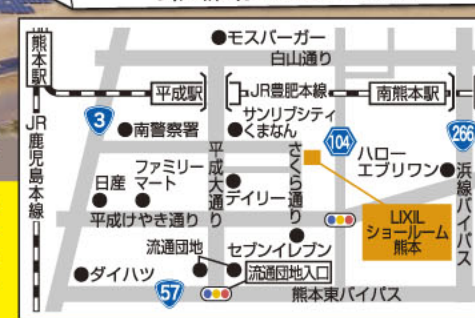 モスバーガー
白山通り
熊本駅
平成駅
JR豊肥本線
南熊本駅
3
南警察署
サンリブシティ
くまなん
104
266
JR鹿児島本線
平成大通り
さくら通り
ハロー
エブリワン
浜線バイパス
ファミリー
マート
日産
デイリー
平成けやき通り
LIXIL
ショールーム
熊本
流通団地
セブンイレブン
ダイハツ
流通団地入口
57
熊本東バイパス